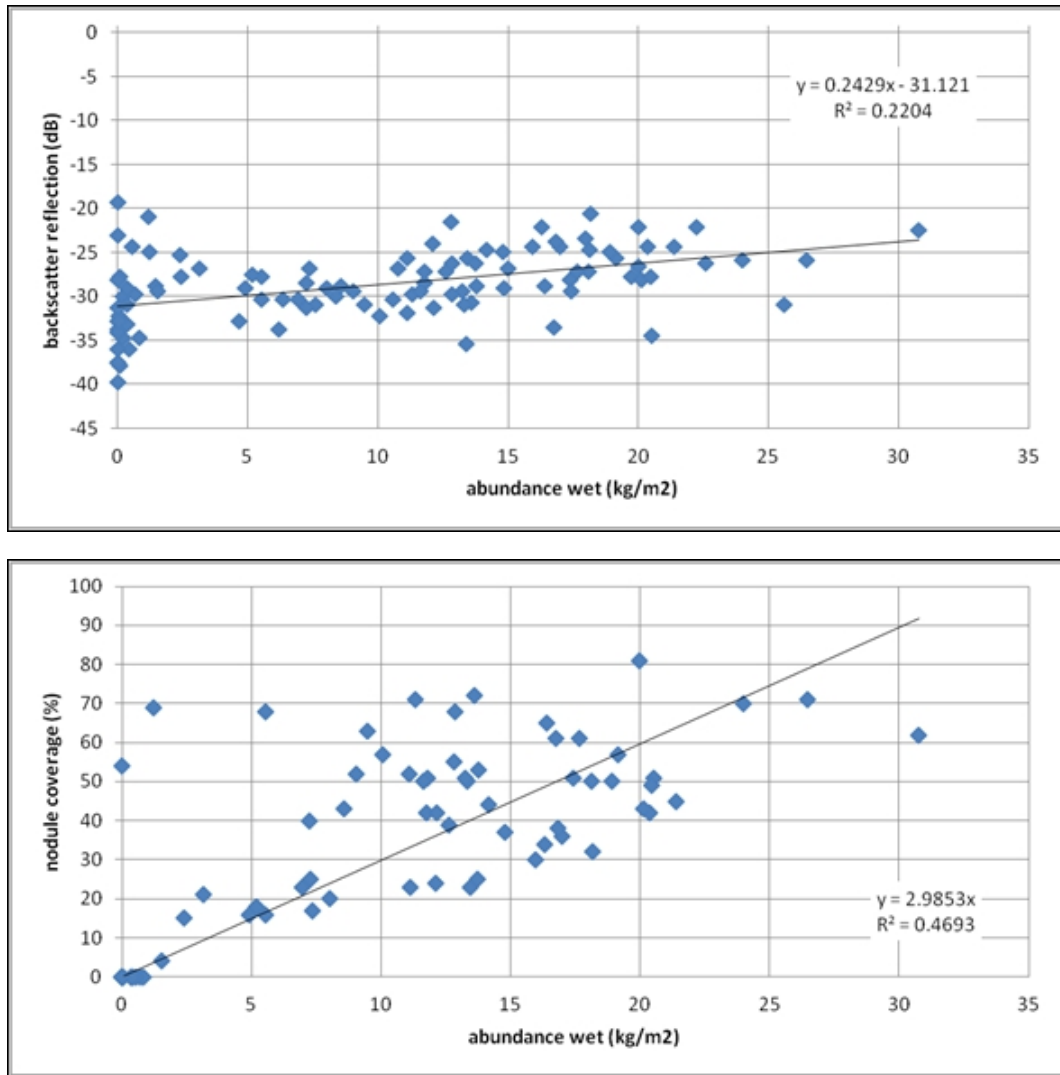 0
-5
-10
-15
-20
-25
-30
-35
-40
-45
backscatter reflection (dB)
y = 0.2429x - 31.121
R² = 0.2204
0 5 10 15 20 25 30 35
abundance wet (kg/m2)
100
90
80
70
60
50
40
30
20
10
0
nodule coverage (%)
y = 2.9853x
R² = 0.4693
0 5 10 15 20 25 30 35
abundance wet (kg/m2)